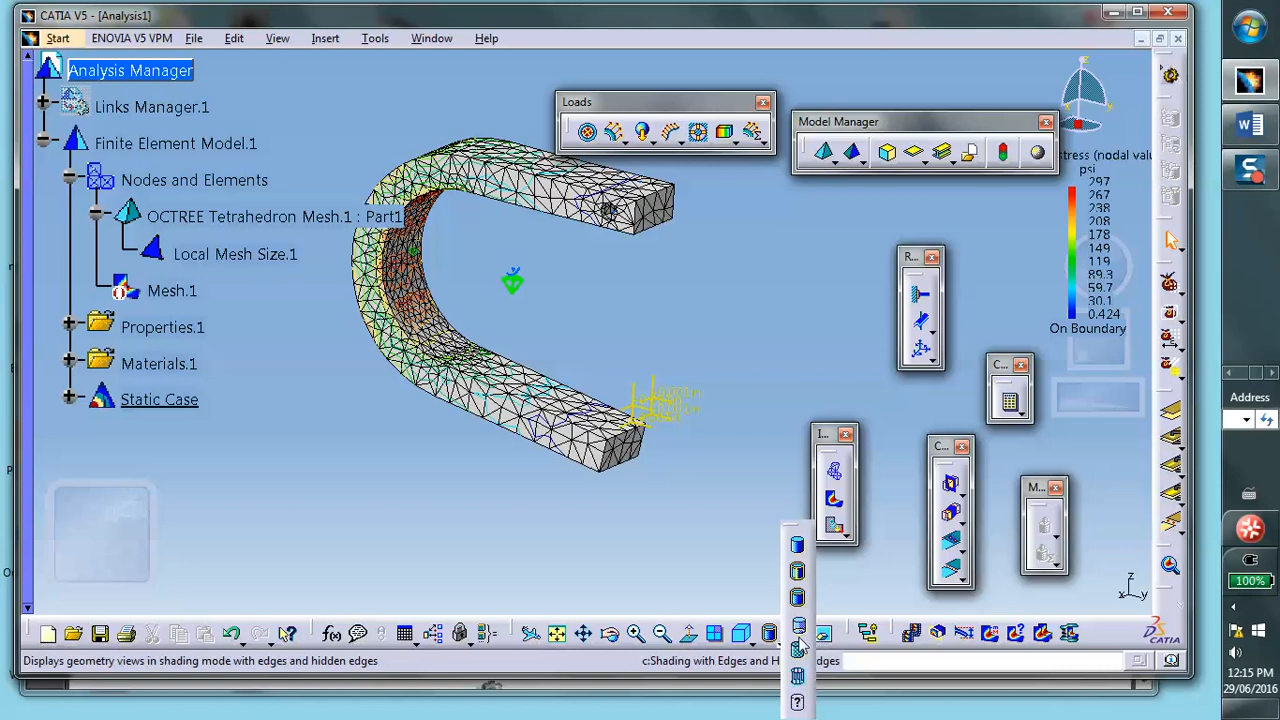 CATIA V5 - [Analysis1]
Start ENOVIA V5 VPM File Edit View Insert Tools Window Help
Analysis Manager
Links Manager.1
Finite Element Model.1
Nodes and Elements
OCTREE Tetrahedron Mesh.1 : Part1
Local Mesh Size.1
Mesh.1
Properties.1
Materials.1
Static Case
Loads
Model Manager
stress (nodal valu
psi
297
267
238
208
178
149
119
89.3
59.7
30.1
0.424
On Boundary
R...
C...
I...
C...
M...
z
x y
f(x)
CATIA
Displays geometry views in shading mode with edges and hidden edges
c:Shading with Edges and H edges
Address
100%
12:15 PM
29/06/2016